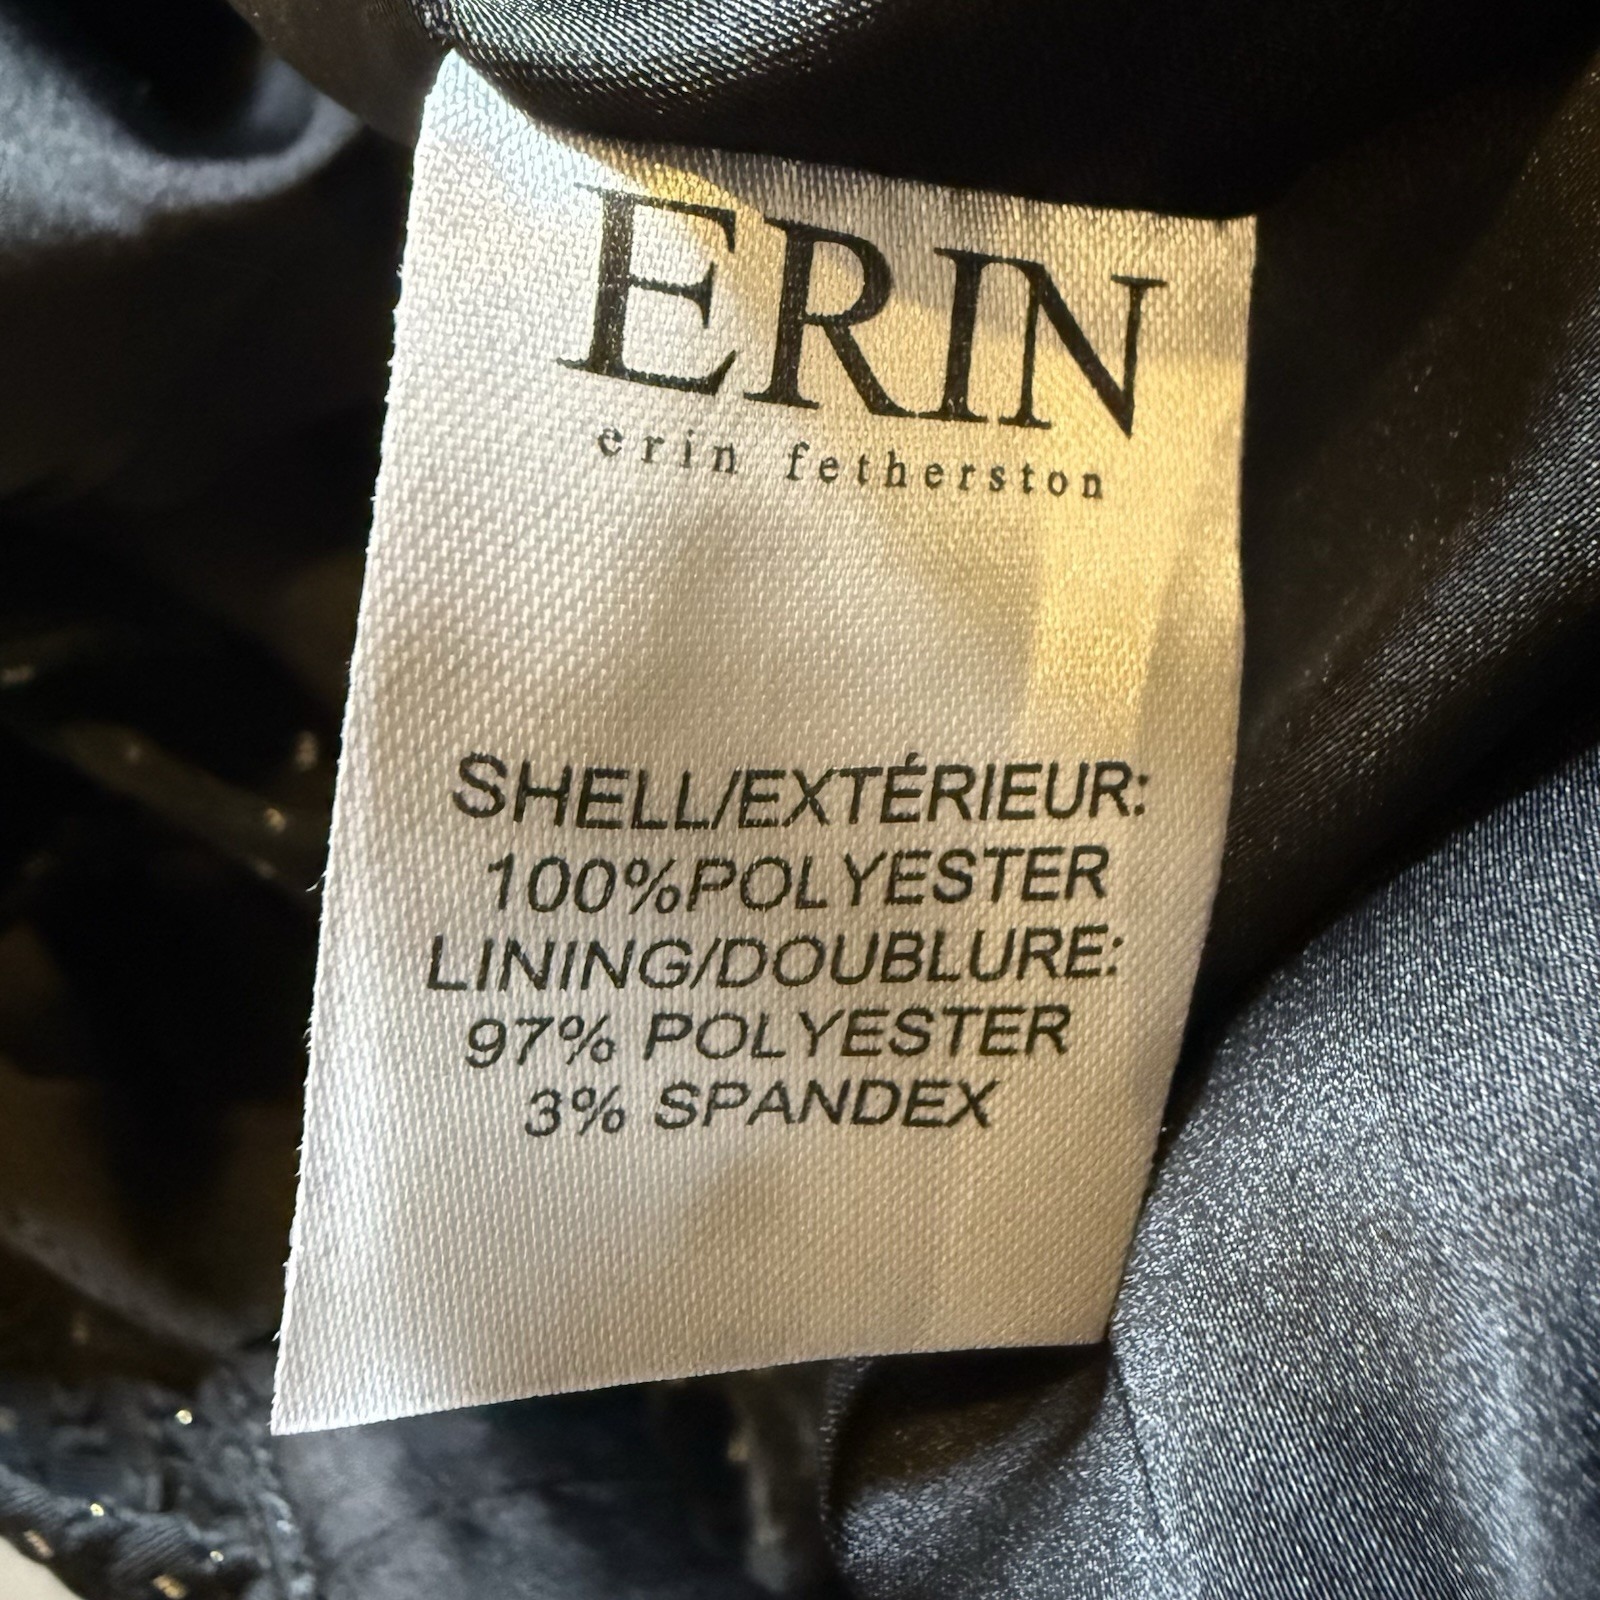 ERIN
erin fetherston
SHELL/EXTÉRIEUR:
100%POLYESTER
LINING/DOUBLURE:
97% POLYESTER
3% SPANDEX